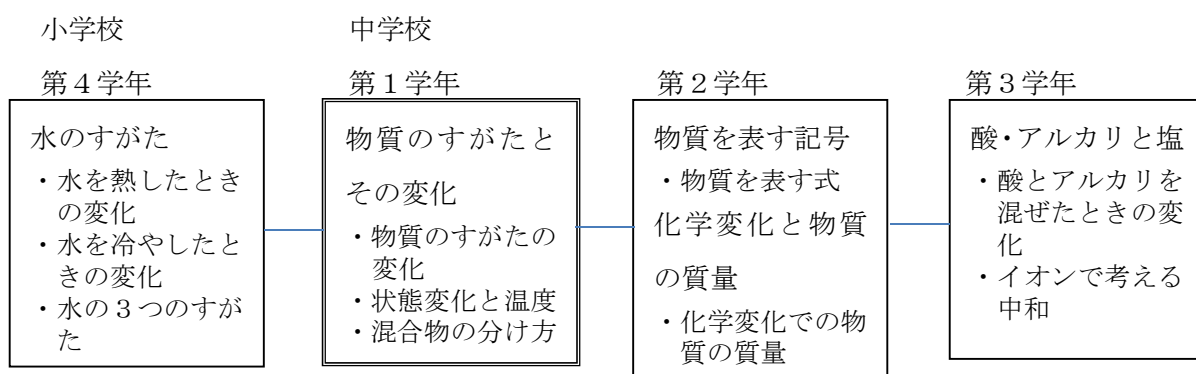 小学校
中学校
第４学年
第１学年
第２学年
第３学年
水のすがた
・水を熱したとき
の変化
・水を冷やしたと
きの変化
・水の３つのすが
た
物質のすがたと
その変化
・物質のすがたの
変化
・状態変化と温度
・混合物の分け方
物質を表す記号
・物質を表す式
化学変化と物質
の質量
・化学変化での物
質の質量
酸・アルカリと塩
・酸とアルカリを
混ぜたときの変
化
・イオンで考える
中和